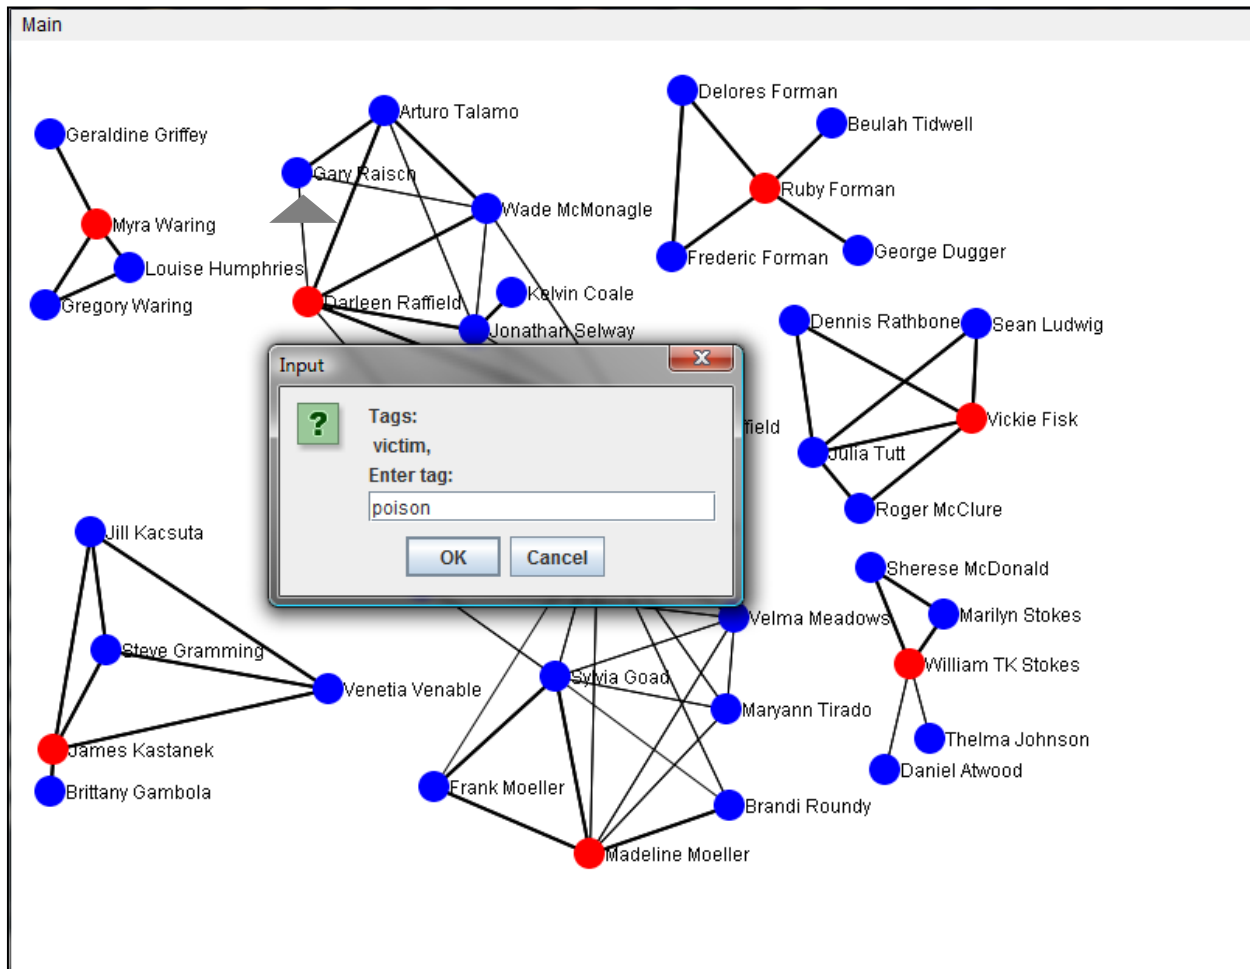 Main
Delores Forman
Arturo Talamo
Beulah Tidwell
Geraldine Griffey
Gary Raisch
Ruby Forman
Wade McMonagle
Myra Waring
George Dugger
Frederic Forman
Louise Humphries
Kelvin Coale
Darleen Raffield
Gregory Waring
Dennis Rathbone
Sean Ludwig
Jonathan Selway
Input
x
?
Tags:
victim,
Enter tag:
poison
OK
Cancel
Vickie Fisk
Julia Tutt
Roger McClure
Jill Kacsuta
Sherese McDonald
Marilyn Stokes
Velma Meadows
Steve Gramming
William TK Stokes
Sylvia Goad
Venetia Venable
Maryann Tirado
Thelma Johnson
James Kastanek
Daniel Atwood
Frank Moeller
Brittany Gambola
Brandi Roundy
Madeline Moeller